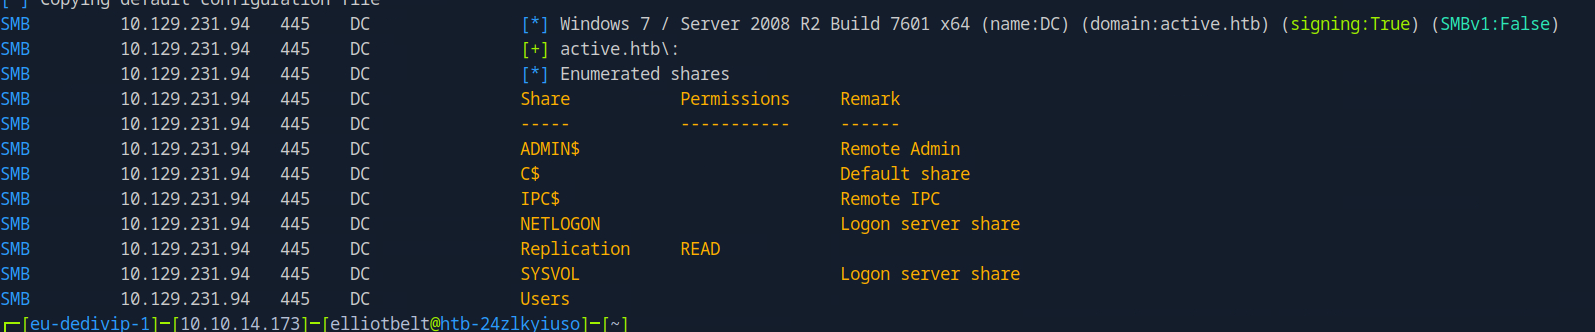 [*] Copying default configuration file
SMB 10.129.231.94 445 DC [*] Windows 7 / Server 2008 R2 Build 7601 x64 (name:DC) (domain:active.htb) (signing:True) (SMBv1:False)
SMB 10.129.231.94 445 DC [+] active.htb\:
SMB 10.129.231.94 445 DC [*] Enumerated shares
SMB 10.129.231.94 445 DC Share Permissions Remark
SMB 10.129.231.94 445 DC ----- ----------- ------
SMB 10.129.231.94 445 DC ADMIN$ Remote Admin
SMB 10.129.231.94 445 DC C$ Default share
SMB 10.129.231.94 445 DC IPC$ Remote IPC
SMB 10.129.231.94 445 DC NETLOGON Logon server share
SMB 10.129.231.94 445 DC Replication READ
SMB 10.129.231.94 445 DC SYSVOL Logon server share
SMB 10.129.231.94 445 DC Users
┌─[eu-dedivip-1]─[10.10.14.173]─[elliotbelt@htb-24zlkyiuso]─[~]